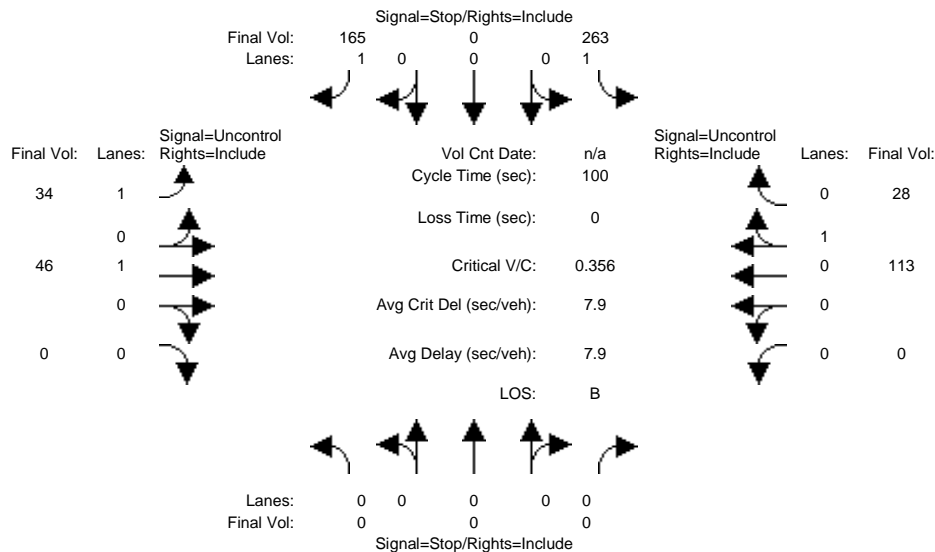 Signal=Stop/Rights=Include
Final Vol: 165 0 263
Lanes: 1 0 0 0 1
Signal=Uncontrol
Final Vol: Lanes: Rights=Include
Vol Cnt Date: n/a
Signal=Uncontrol
Rights=Include Lanes: Final Vol:
Cycle Time (sec): 100
34 1
0 28
Loss Time (sec): 0
0
1
46 1
Critical V/C: 0.356
0 113
0
Avg Crit Del (sec/veh): 7.9
0
0 0
Avg Delay (sec/veh): 7.9
0 0
LOS: B
Lanes: 0 0 0 0 0
Final Vol: 0 0 0
Signal=Stop/Rights=Include